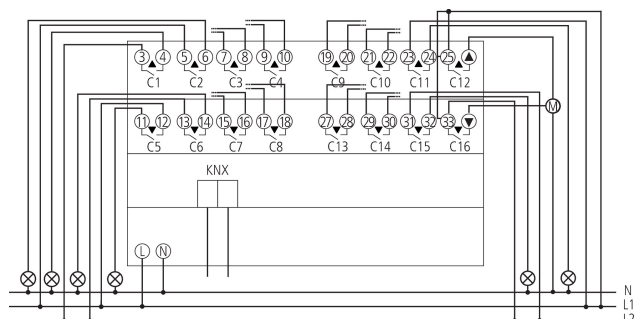 3 4 5 6 7 8 9 10 19 20 21 22 23 24 25
C1 C2 C3 C4 C9 C10 C11 C12
M
11 12 13 14 15 16 17 18 27 28 29 30 31 32 33
C5 C6 C7 C8 C13 C14 C15 C16
KNX
L N
N
L1
L2